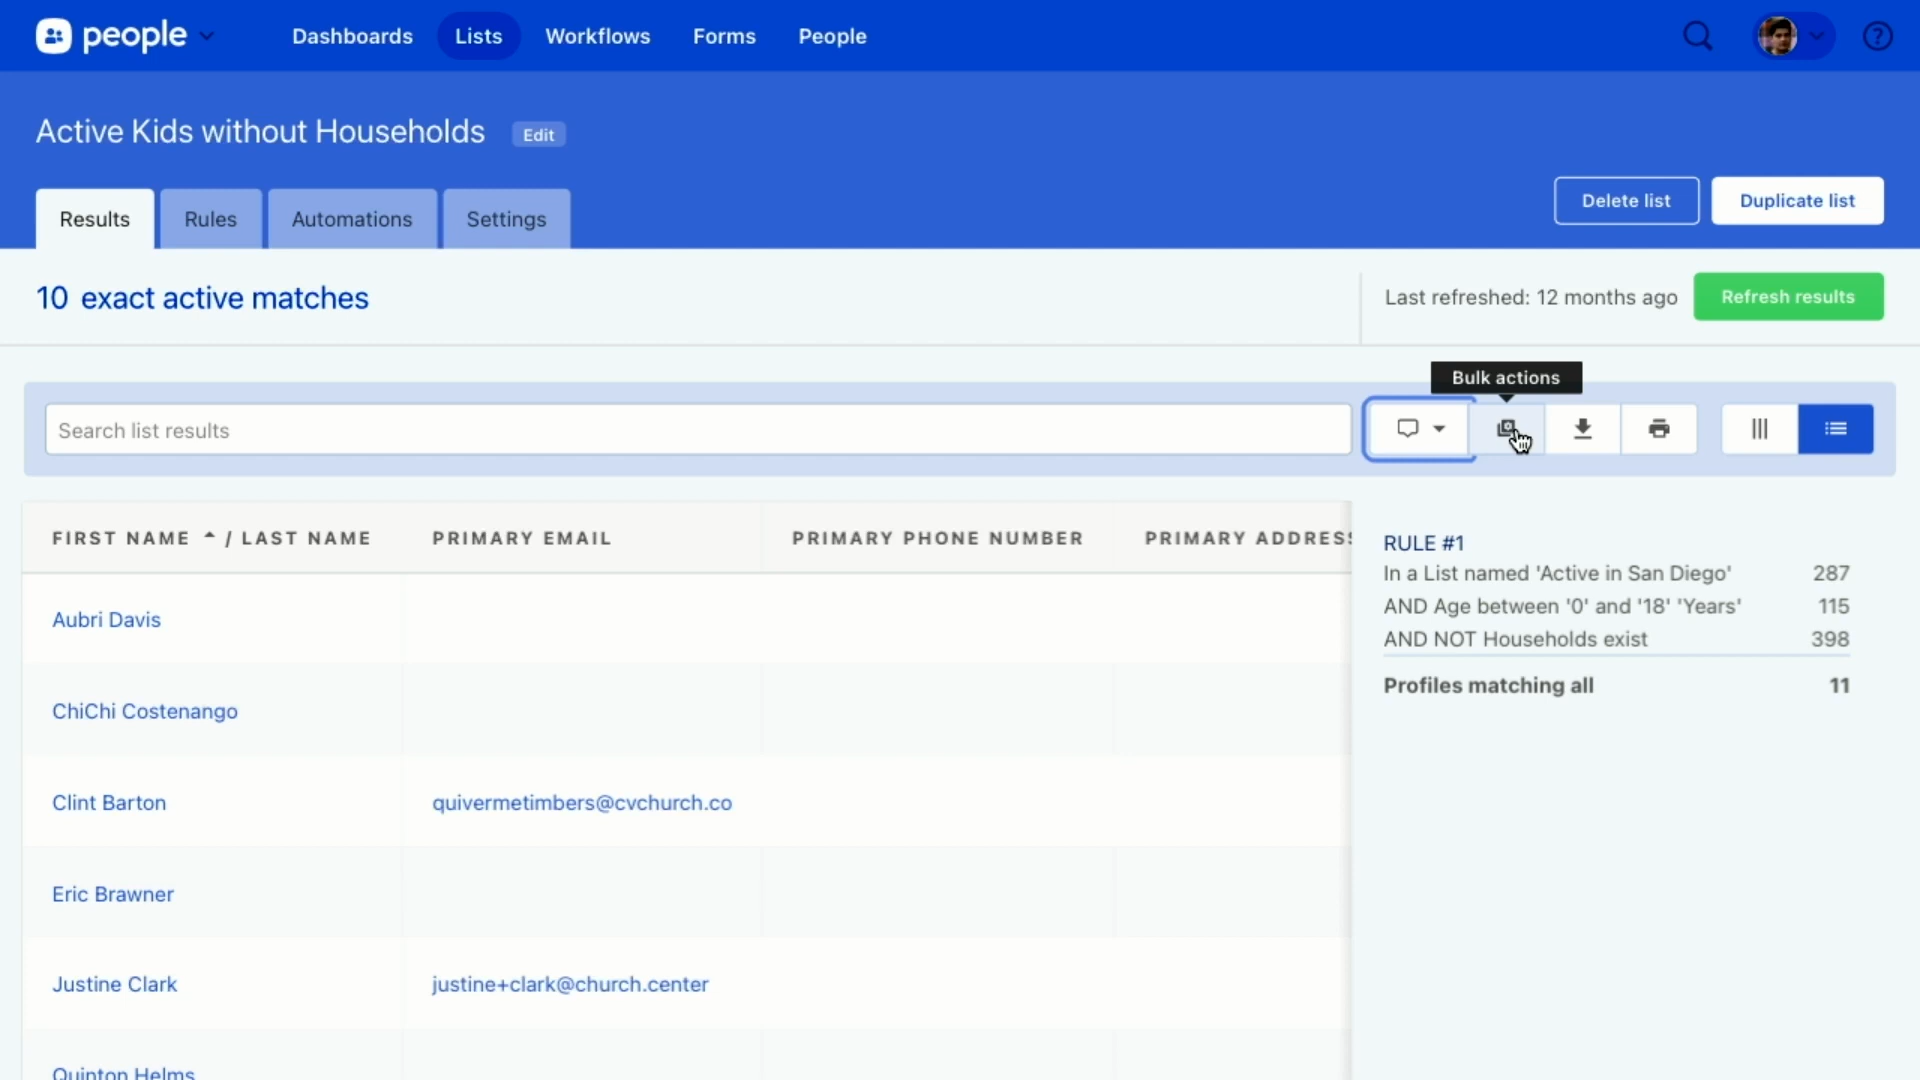 people
Dashboards
Lists
Workflows
Forms
People
Active Kids without Households
Edit
Results
Rules
Automations
Settings
Delete list
Duplicate list
10 exact active matches
Last refreshed: 12 months ago
Refresh results
Bulk actions
Search list results
FIRST NAME / LAST NAME
PRIMARY EMAIL
PRIMARY PHONE NUMBER
PRIMARY ADDRESS
Aubri Davis
ChiChi Costenango
Clint Barton
quivermetimbers@cvchurch.co
Eric Brawner
Justine Clark
justine+clark@church.center
Quinton Helms
RULE #1
In a List named 'Active in San Diego' 287
AND Age between '0' and '18' 'Years' 115
AND NOT Households exist 398
Profiles matching all 11